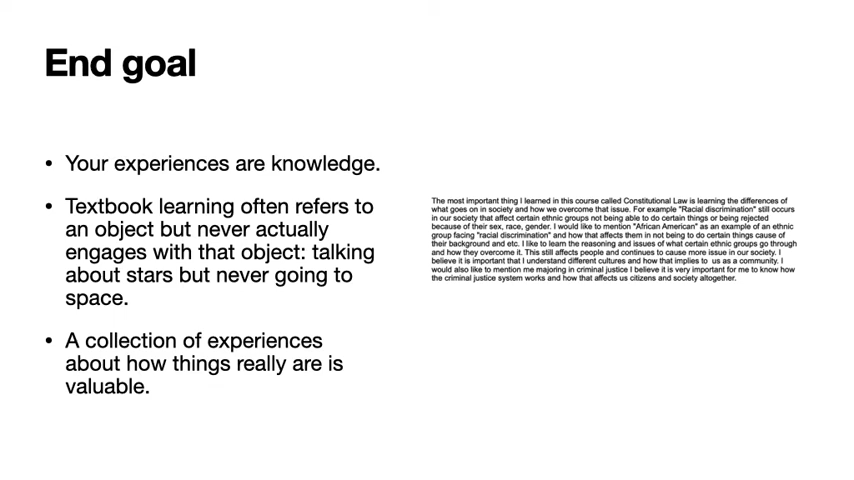 End goal
• Your experiences are knowledge.
• Textbook learning often refers to
an object but never actually
engages with that object: talking
about stars but never going to
space.
• A collection of experiences
about how things really are is
valuable.
The most important thing I learned in this course called Constitutional Law is learning the differences of
what goes on in society and how we overcome that issue. For example "Racial discrimination" still occurs
in our society that affect certain ethnic groups not being able to do certain things or being rejected
because of their sex, race, gender. I would like to mention "African American" as an example of an ethnic
group facing "racial discrimination" and how that affects them in not being to do certain things cause of
their background and etc. I like to learn the reasoning and issues of what certain ethnic groups go through
and how they overcome it. This still affects people and continues to cause more issue in our society. I
believe it is important that I understand different cultures and how that implies to us as a community. I
would also like to mention me majoring in criminal justice I believe it is very important for me to know how
the criminal justice system works and how that affects us citizens and society altogether.